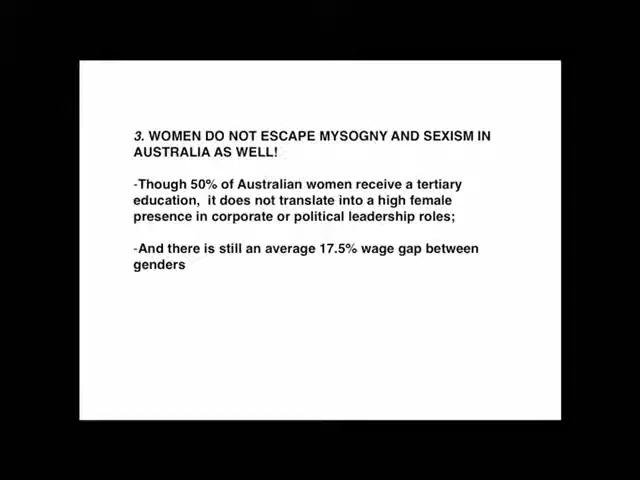 3. WOMEN DO NOT ESCAPE MYSOGNY AND SEXISM IN
AUSTRALIA AS WELL!
-Though 50% of Australian women receive a tertiary
education,  it does not translate into a high female
presence in corporate or political leadership roles;
-And there is still an average 17.5% wage gap between
genders